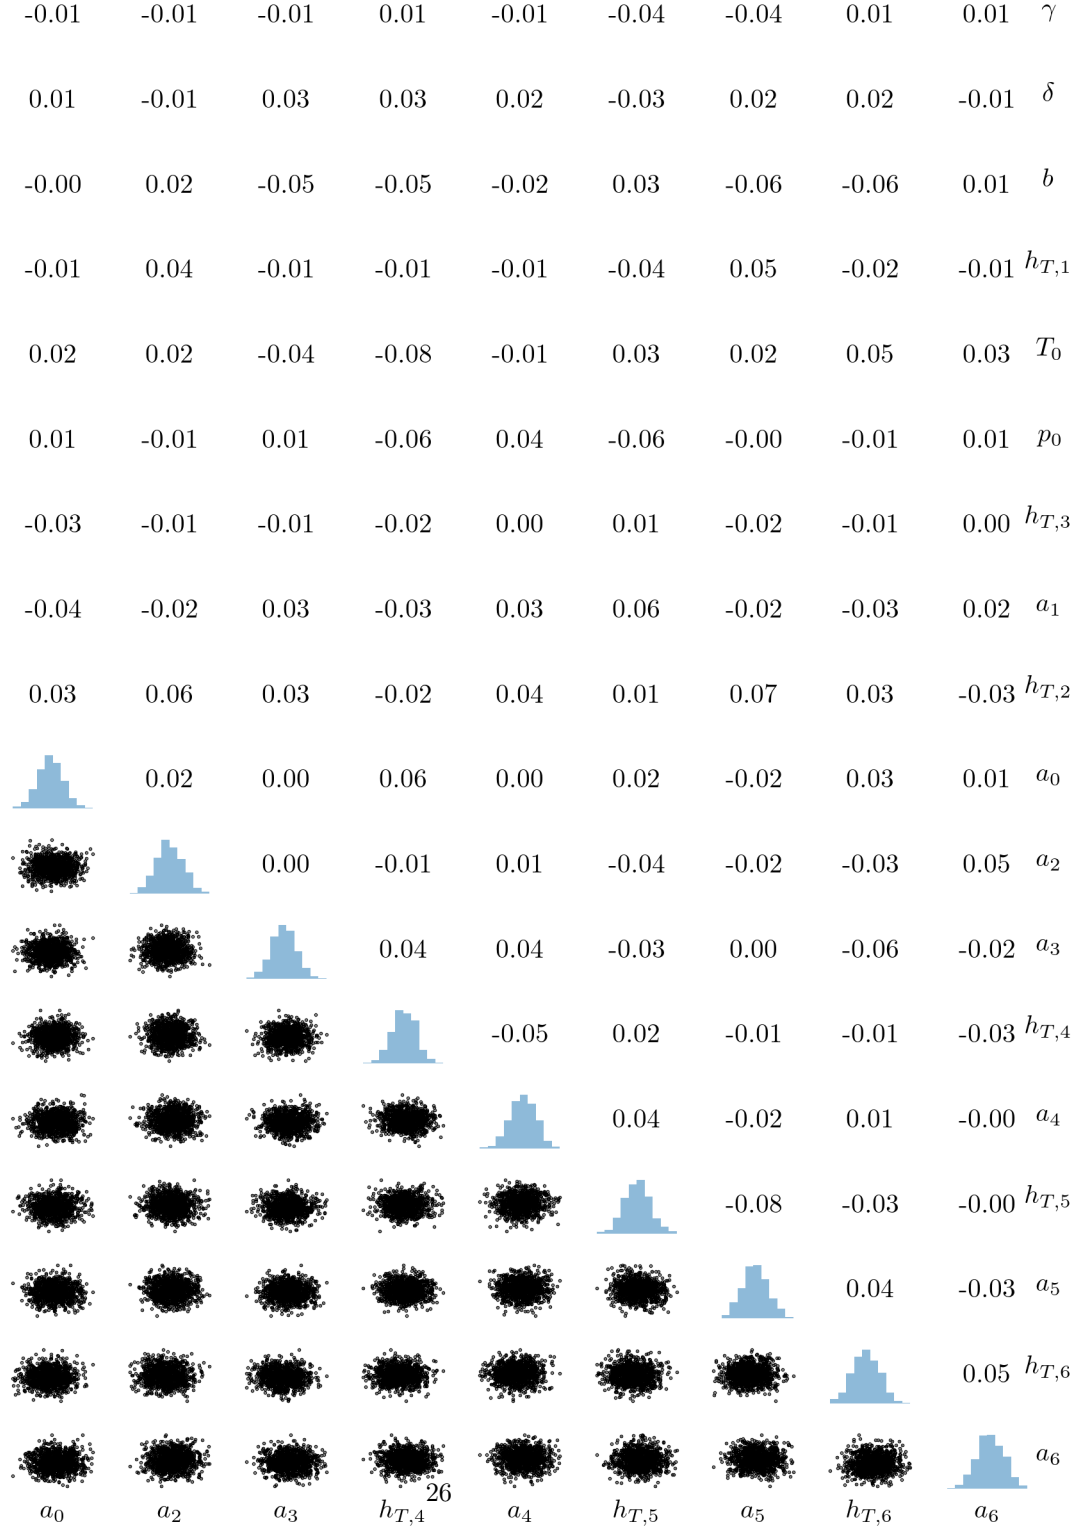 -0.01 -0.01 -0.01 0.01 -0.01 -0.04 -0.04 0.01 0.01 γ
0.01 -0.01 0.03 0.03 0.02 -0.03 0.02 0.02 -0.01 δ
-0.00 0.02 -0.05 -0.05 -0.02 0.03 -0.06 -0.06 0.01 b
-0.01 0.04 -0.01 -0.01 -0.01 -0.04 0.05 -0.02 -0.01 h_{T,1}
0.02 0.02 -0.04 -0.08 -0.01 0.03 0.02 0.05 0.03 T_0
0.01 -0.01 0.01 -0.06 0.04 -0.06 -0.00 -0.01 0.01 p_0
-0.03 -0.01 -0.01 -0.02 0.00 0.01 -0.02 -0.01 0.00 h_{T,3}
-0.04 -0.02 0.03 -0.03 0.03 0.06 -0.02 -0.03 0.02 a_1
0.03 0.06 0.03 -0.02 0.04 0.01 0.07 0.03 -0.03 h_{T,2}
0.02 0.00 0.06 0.00 0.02 -0.02 0.03 0.01 a_0
0.00 -0.01 0.01 -0.04 -0.02 -0.03 0.05 a_2
0.04 0.04 -0.03 0.00 -0.06 -0.02 a_3
-0.05 0.02 -0.01 -0.01 -0.03 h_{T,4}
0.04 -0.02 0.01 -0.00 a_4
-0.08 -0.03 -0.00 h_{T,5}
0.04 -0.03 a_5
0.05 h_{T,6}
a_6
26
a_0 a_2 a_3 h_{T,4} a_4 h_{T,5} a_5 h_{T,6} a_6